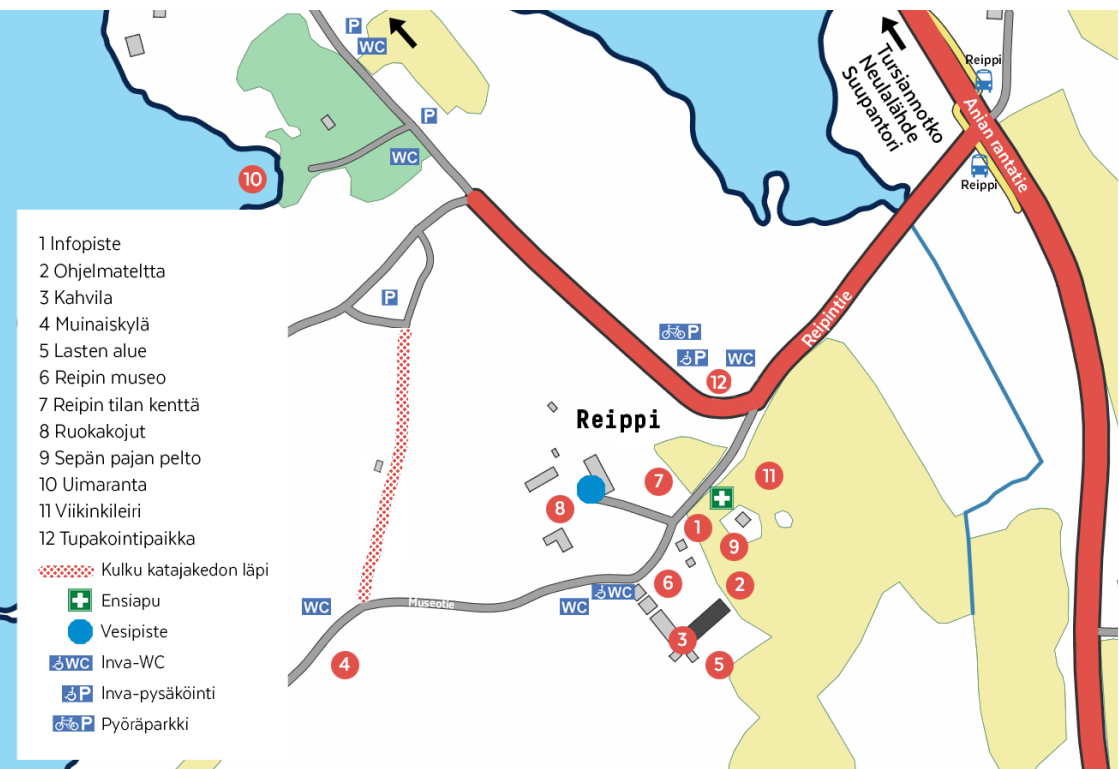 P
WC
P
WC
10
Tursiannotko
Neulalähde
Suupantori
Reippi
Anian rantatie
Reippi
P
Reipintie
P
P
WC
12
Reippi
7
11
8
1
9
6
2
WC
WC
WC
Museotie
3
4
5
1 Infopiste
2 Ohjelmateltta
3 Kahvila
4 Muinaiskylä
5 Lasten alue
6 Reipin museo
7 Reipin tilan kenttä
8 Ruokakojut
9 Sepän pajan pelto
10 Uimaranta
11 Viikinkileiri
12 Tupakointipaikka
Kulku katajakedon läpi
Ensiapu
Vesipiste
WC Inva-WC
P Inva-pysäköinti
P Pyöräparkki